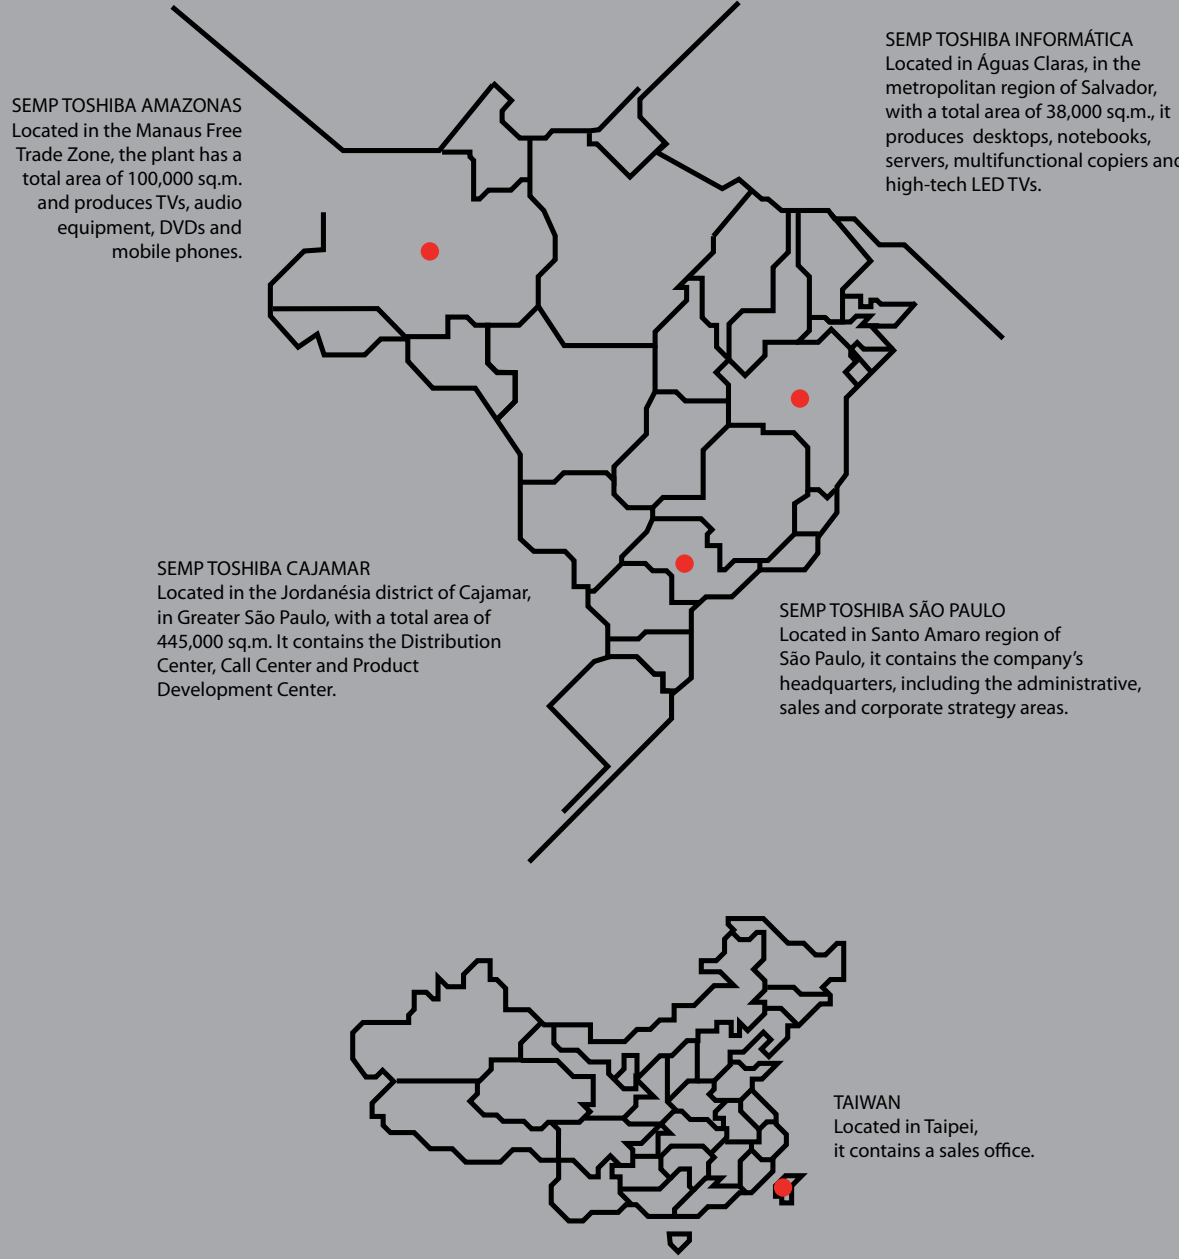 SEMP TOSHIBA AMAZONAS
Located in the Manaus Free
Trade Zone, the plant has a
total area of 100,000 sq.m.
and produces TVs, audio
equipment, DVDs and
mobile phones.
SEMP TOSHIBA INFORMÁTICA
Located in Águas Claras, in the
metropolitan region of Salvador,
with a total area of 38,000 sq.m., it
produces desktops, notebooks,
servers, multifunctional copiers and
high-tech LED TVs.
SEMP TOSHIBA CAJAMAR
Located in the Jordanésia district of Cajamar,
in Greater São Paulo, with a total area of
445,000 sq.m. It contains the Distribution
Center, Call Center and Product
Development Center.
SEMP TOSHIBA SÃO PAULO
Located in Santo Amaro region of
São Paulo, it contains the company’s
headquarters, including the administrative,
sales and corporate strategy areas.
TAIWAN
Located in Taipei,
it contains a sales office.